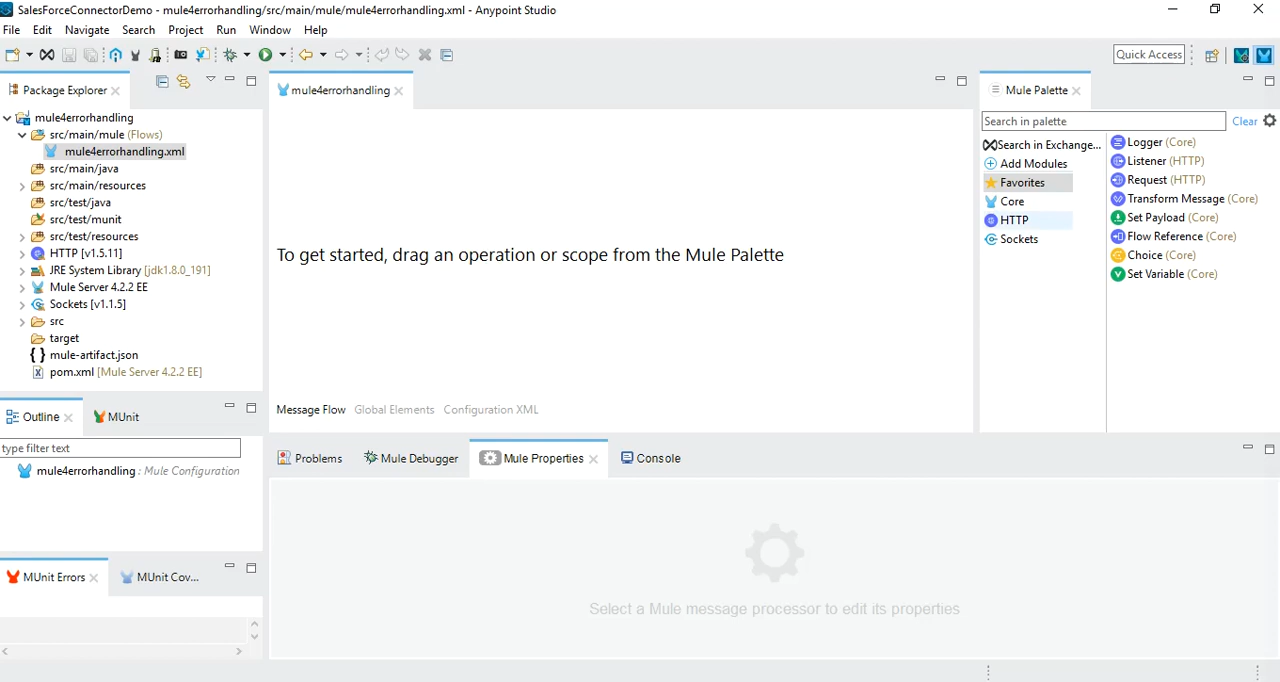 SalesForceConnectorDemo - mule4errorhandling/src/main/mule/mule4errorhandling.xml - Anypoint Studio
File Edit Navigate Search Project Run Window Help
Quick Access
Package Explorer
mule4errorhandling
src/main/mule (Flows)
mule4errorhandling.xml
src/main/java
src/main/resources
src/test/java
src/test/munit
src/test/resources
HTTP [v1.5.11]
JRE System Library [jdk1.8.0_191]
Mule Server 4.2.2 EE
Sockets [v1.1.5]
src
target
mule-artifact.json
pom.xml [Mule Server 4.2.2 EE]
mule4errorhandling
To get started, drag an operation or scope from the Mule Palette
Message Flow Global Elements Configuration XML
Mule Palette
Search in palette
Clear
Search in Exchange...
Add Modules
Favorites
Core
HTTP
Sockets
Logger (Core)
Listener (HTTP)
Request (HTTP)
Transform Message (Core)
Set Payload (Core)
Flow Reference (Core)
Choice (Core)
Set Variable (Core)
Outline MUnit
type filter text
mule4errorhandling : Mule Configuration
MUnit Errors MUnit Cov...
Problems Mule Debugger Mule Properties Console
Select a Mule message processor to edit its properties